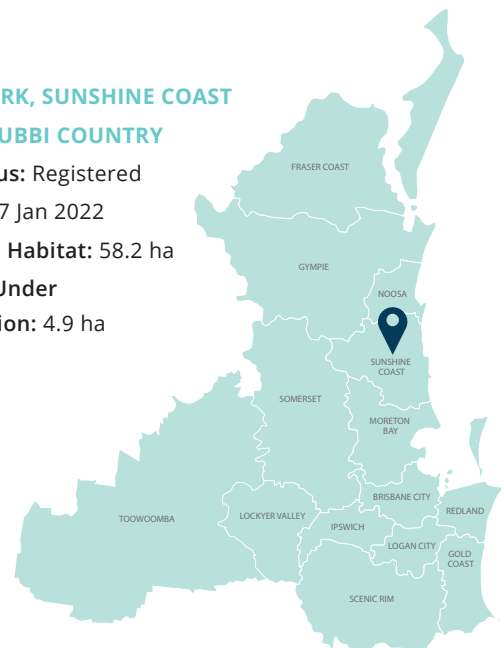 RK, SUNSHINE COAST
UBBI COUNTRY
us: Registered
7 Jan 2022
Habitat: 58.2 ha
Under
ion: 4.9 ha
FRASER COAST
GYMPIE
NOOSA
SUNSHINE
COAST
SOMERSET
MORETON
BAY
BRISBANE CITY
REDLAND
TOOWOOMBA
LOCKYER VALLEY
IPSWICH
LOGAN CITY
GOLD
COAST
SCENIC RIM